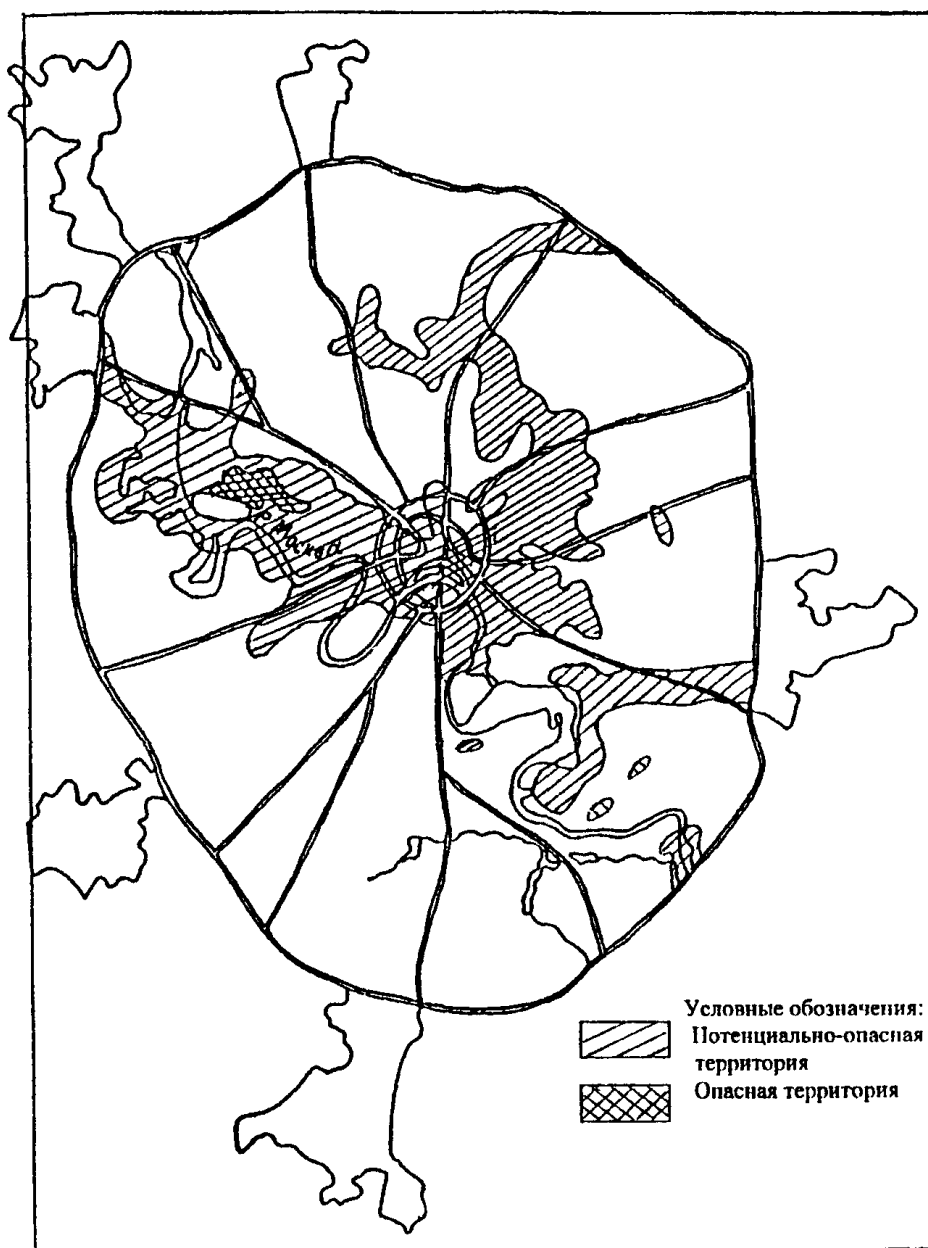 р. Москва
Условные обозначения:
Потенциально-опасная
территория
Опасная территория